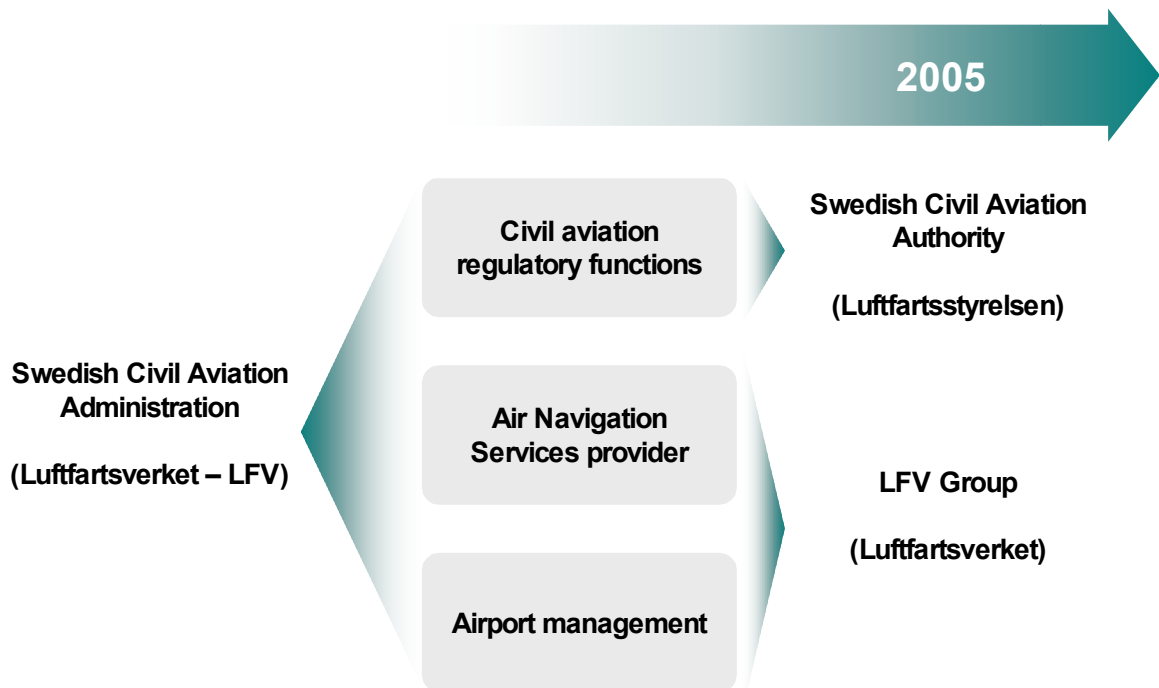 2005
Swedish Civil Aviation
Administration
(Luftfartsverket – LFV)
Civil aviation
regulatory functions
Air Navigation
Services provider
Airport management
Swedish Civil Aviation
Authority
(Luftfartsstyrelsen)
LFV Group
(Luftfartsverket)